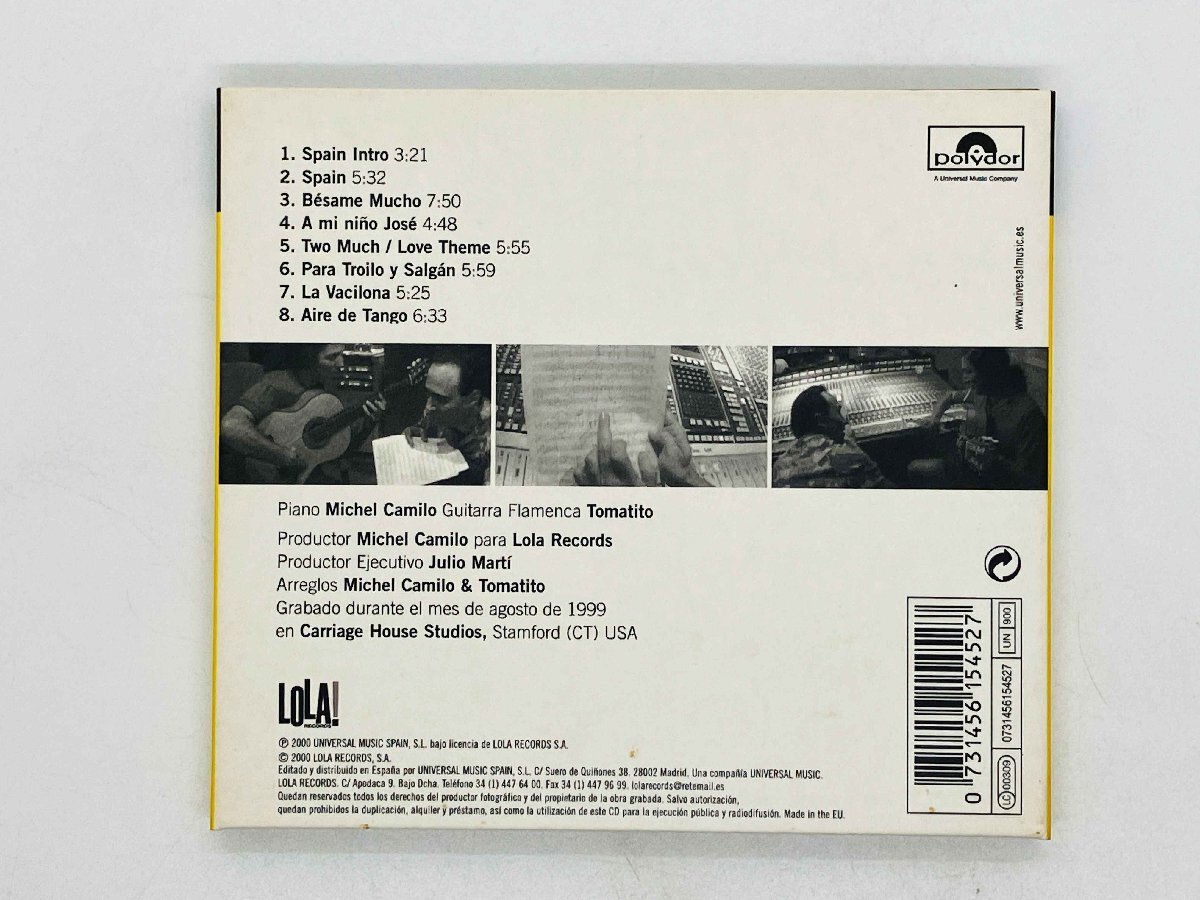 1. Spain Intro 3:21
2. Spain 5:32
3. Bésame Mucho 7:50
4. A mi niño José 4:48
5. Two Much / Love Theme 5:55
6. Para Troilo y Salgán 5:59
7. La Vacilona 5:25
8. Aire de Tango 6:33
polydor
A Universal Music Company
www.universalmusic.es
Piano Michel Camilo Guitarra Flamenca Tomatito
Productor Michel Camilo para Lola Records
Productor Ejecutivo Julio Martí
Arreglos Michel Camilo & Tomatito
Grabado durante el mes de agosto de 1999
en Carriage House Studios, Stamford (CT) USA
LOLA!
RECORDS
℗ 2000 UNIVERSAL MUSIC SPAIN, S.L. bajo licencia de LOLA RECORDS S.A.
© 2000 LOLA RECORDS, S.A.
Editado y distribuido en España por UNIVERSAL MUSIC SPAIN, S.L. C/ Suero de Quiñones 38. 28002 Madrid. Una compañía UNIVERSAL MUSIC.
LOLA RECORDS. C/ Apodaca 9. Bajo Dcha. Teléfono 34 (1) 447 64 00. Fax 34 (1) 447 96 99. lolarecords@retemail.es
Quedan reservados todos los derechos del productor fotográfico y del propietario de la obra grabada. Salvo autorización,
quedan prohibidos la duplicación, alquiler y préstamo, así como la utilización de este CD para la ejecución pública y radiodifusión. Made in the EU.
0 731456 154527
UN 900
0731456154527
LC 00309